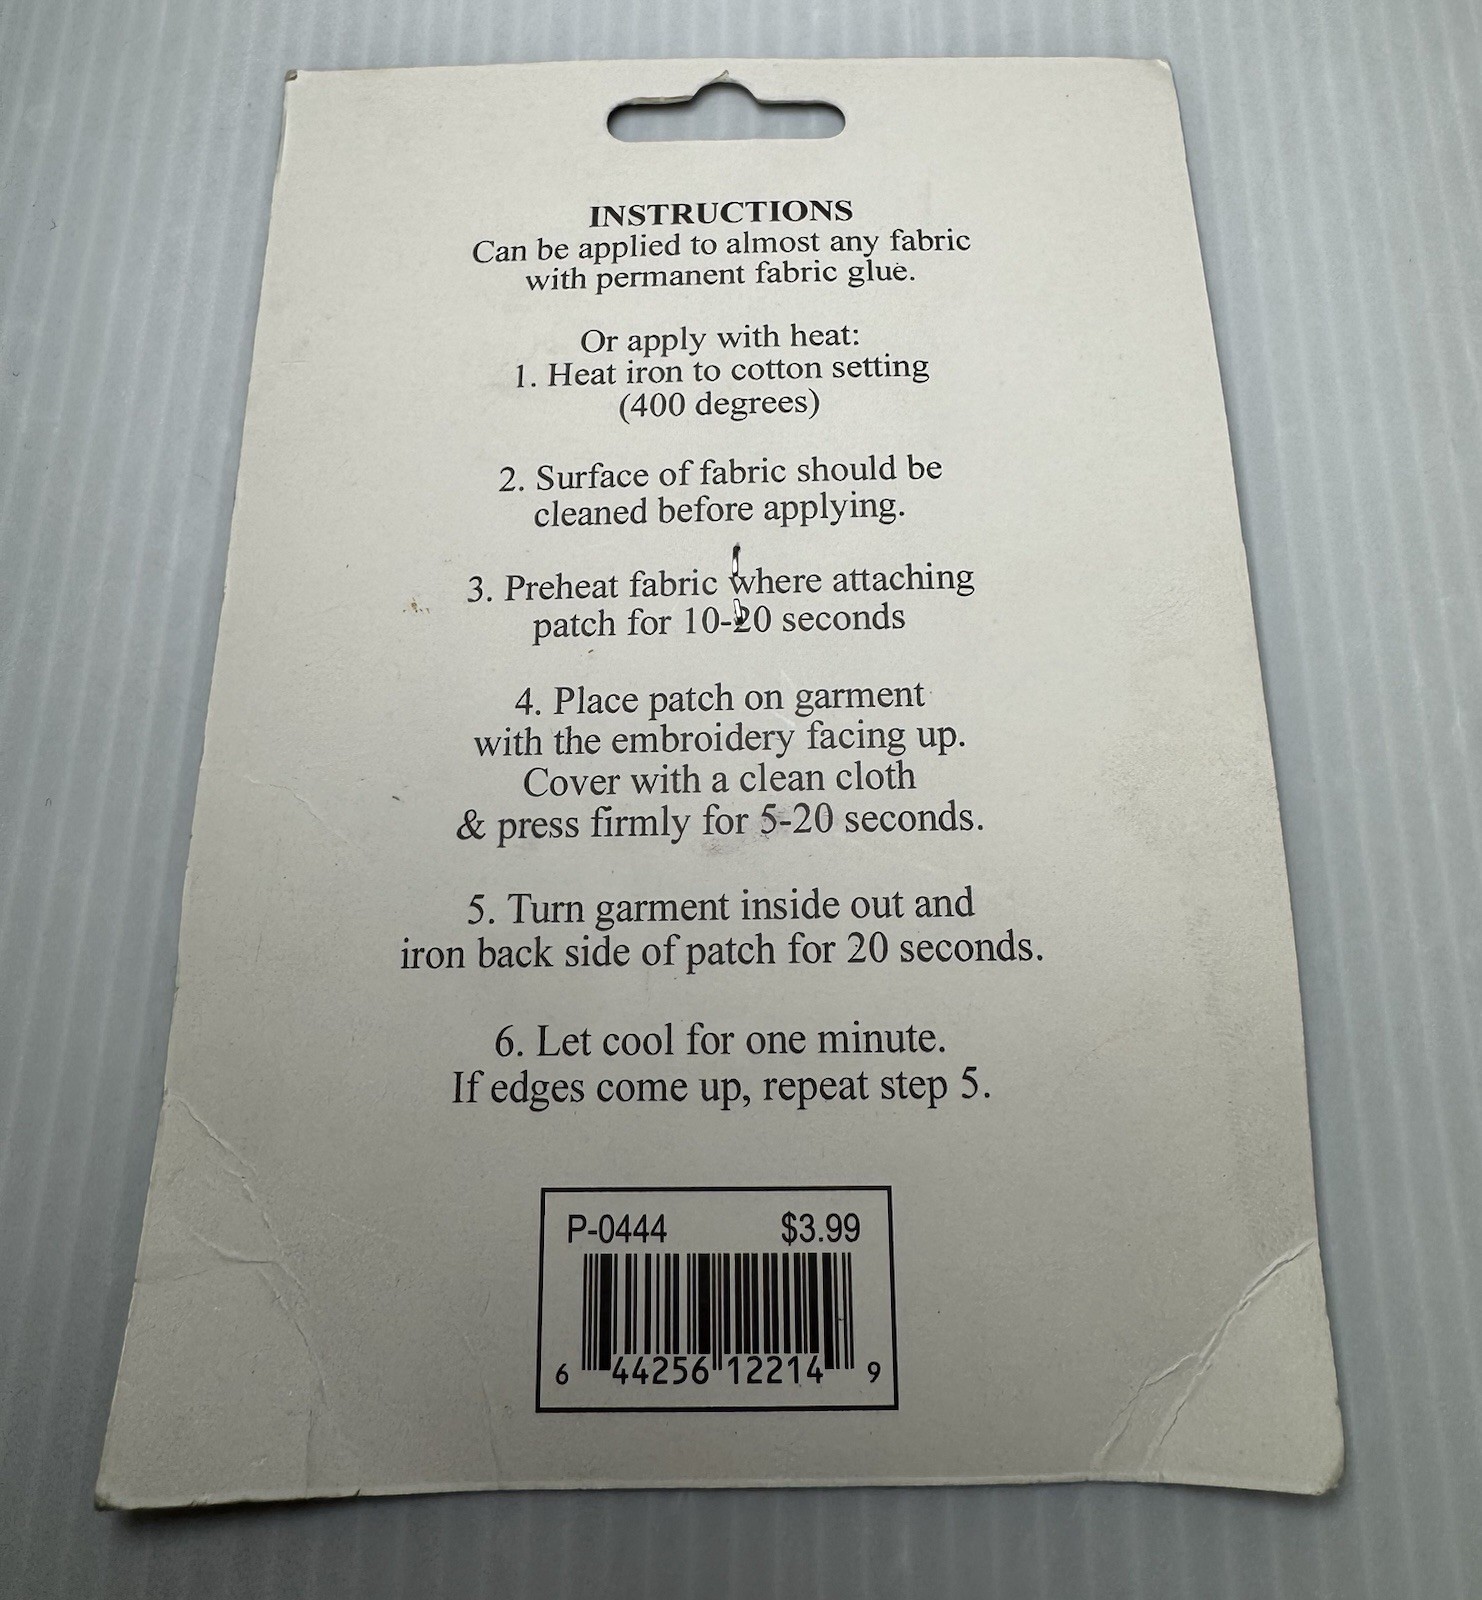 INSTRUCTIONS
Can be applied to almost any fabric
with permanent fabric glue.
Or apply with heat:
1. Heat iron to cotton setting
(400 degrees)
2. Surface of fabric should be
cleaned before applying.
3. Preheat fabric where attaching
patch for 10-20 seconds
4. Place patch on garment
with the embroidery facing up.
Cover with a clean cloth
& press firmly for 5-20 seconds.
5. Turn garment inside out and
iron back side of patch for 20 seconds.
6. Let cool for one minute.
If edges come up, repeat step 5.
P-0444 $3.99
6 44256 12214 9